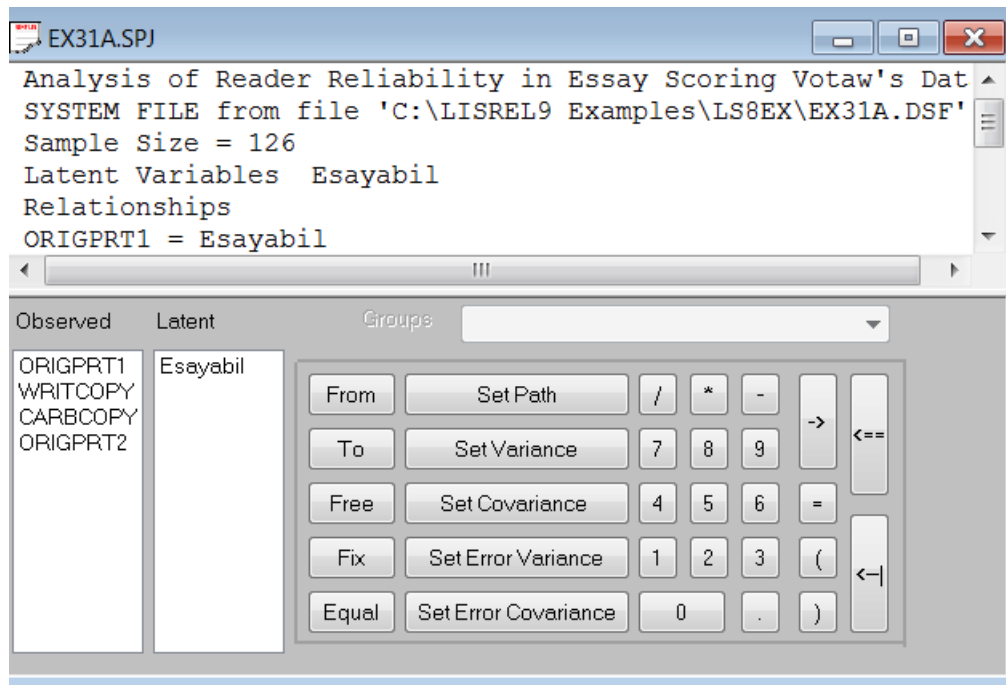 EX31A.SPJ
Analysis of Reader Reliability in Essay Scoring Votaw's Dat
SYSTEM FILE from file 'C:\LISREL9 Examples\LS8EX\EX31A.DSF'
Sample Size = 126
Latent Variables  Esayabil
Relationships
ORIGPRT1 = Esayabil
Observed Latent Groups
ORIGPRT1 Esayabil
WRITCOPY
CARBCOPY
ORIGPRT2
From Set Path / * - -> <==
To Set Variance 7 8 9
Free Set Covariance 4 5 6 =
Fix Set Error Variance 1 2 3 ( <--|
Equal Set Error Covariance 0 . )